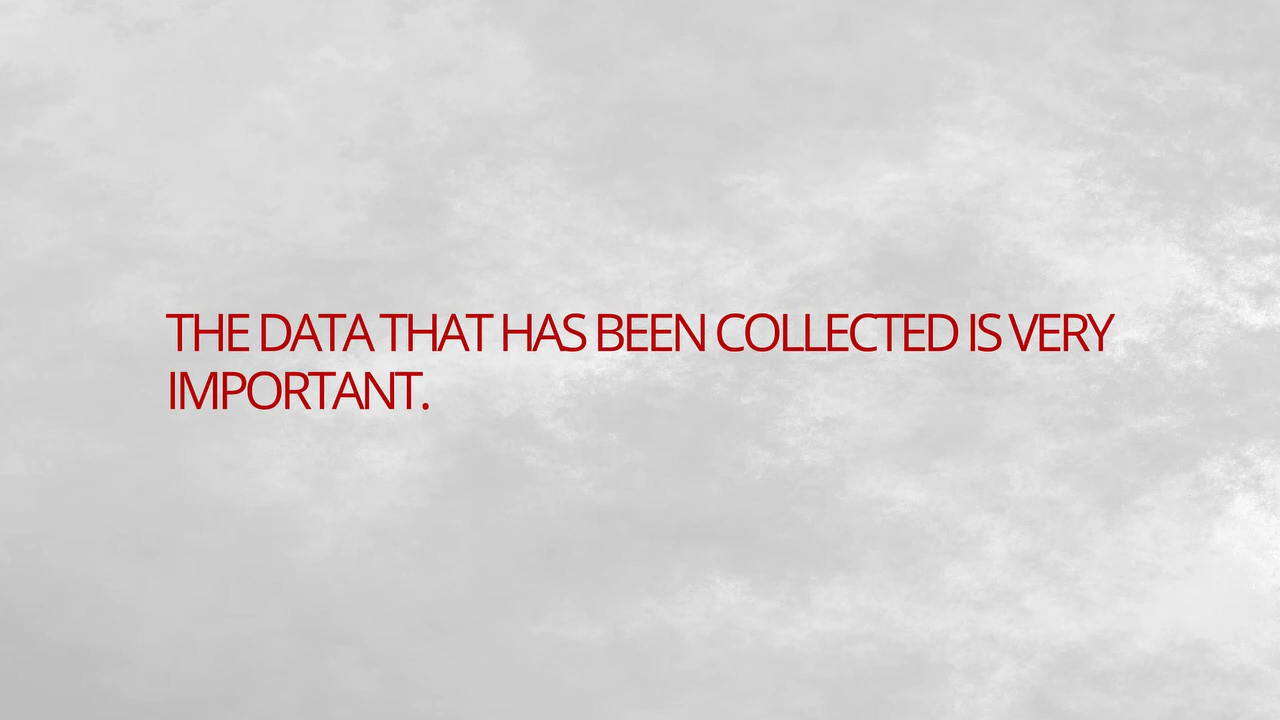 THE DATA THAT HAS BEEN COLLECTED IS VERY
IMPORTANT.